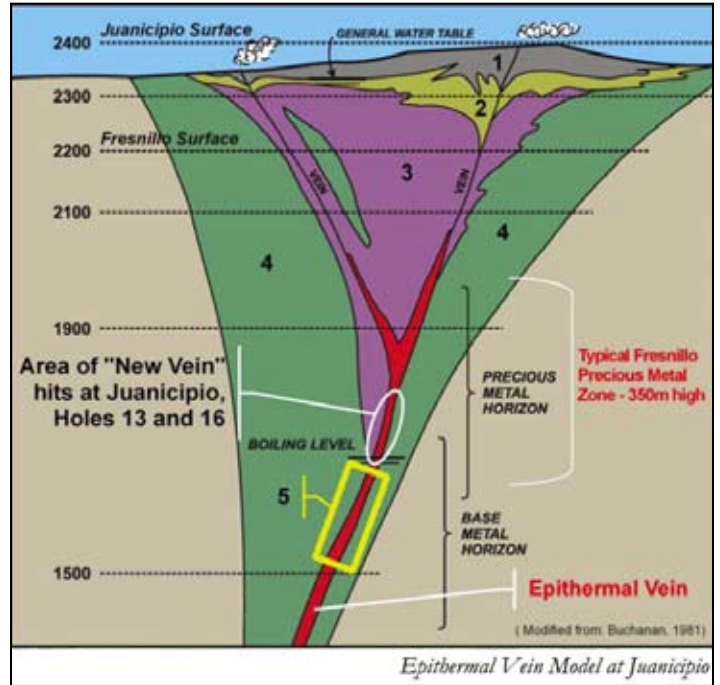 Juanicipio Surface
2400
GENERAL WATER TABLE
1
2300
2
Fresnillo Surface
2200
3
VEIN
VEIN
2100
4
4
1900
Area of "New Vein"
hits at Juanicipio,
Holes 13 and 16
PRECIOUS
METAL
HORIZON
Typical Fresnillo
Precious Metal
Zone - 350m high
BOILING LEVEL
5
BASE
METAL
HORIZON
1500
Epithermal Vein
( Modified from: Buchanan, 1981)
Epithermal Vein Model at Juanicipio